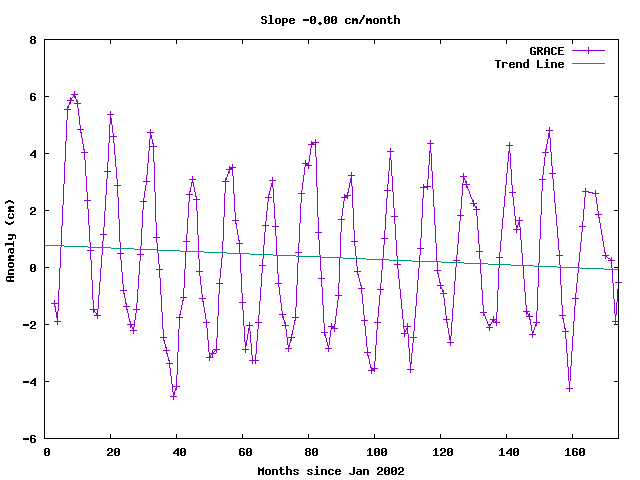 Slope -0.00 cm/month
GRACE
Trend Line
8
6
4
2
0
-2
-4
-6
Anomaly (cm)
0 20 40 60 80 100 120 140 160
Months since Jan 2002